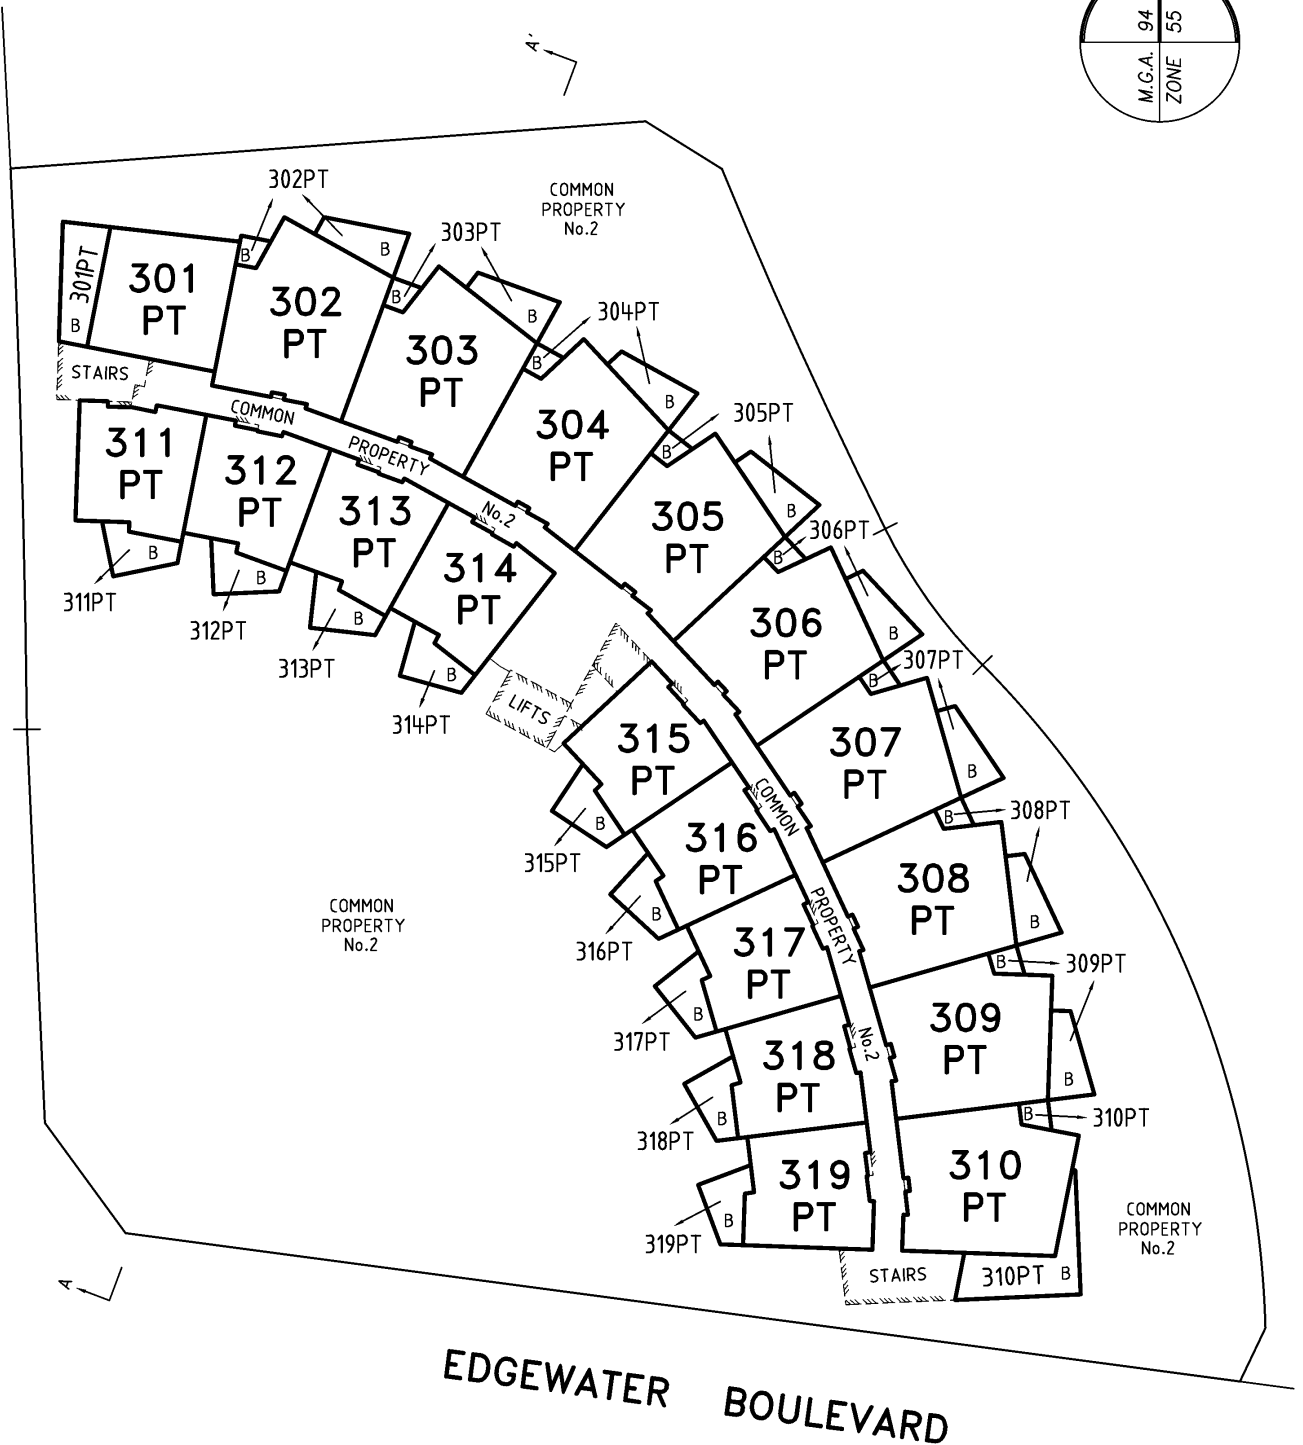 94
55
M.G.A.
ZONE
A'
302PT
COMMON
PROPERTY
No.2
303PT
301PT
B
301
PT
B
302
PT
B
B
303
PT
B
304PT
B
304
PT
B
305PT
B
305
PT
B
306PT
B
306
PT
B
307PT
B
307
PT
B
308PT
B
308
PT
B
309PT
B
309
PT
B
310PT
B
310
PT
310PT
B
STAIRS
COMMON
PROPERTY
No.2
311
PT
B
311PT
312
PT
B
312PT
313
PT
B
313PT
314
PT
B
314PT
LIFTS
315
PT
B
315PT
COMMON
PROPERTY
No.2
316
PT
B
316PT
317
PT
B
317PT
318
PT
B
318PT
319
PT
B
319PT
STAIRS
COMMON
PROPERTY
No.2
COMMON
PROPERTY
No.2
A
EDGEWATER BOULEVARD